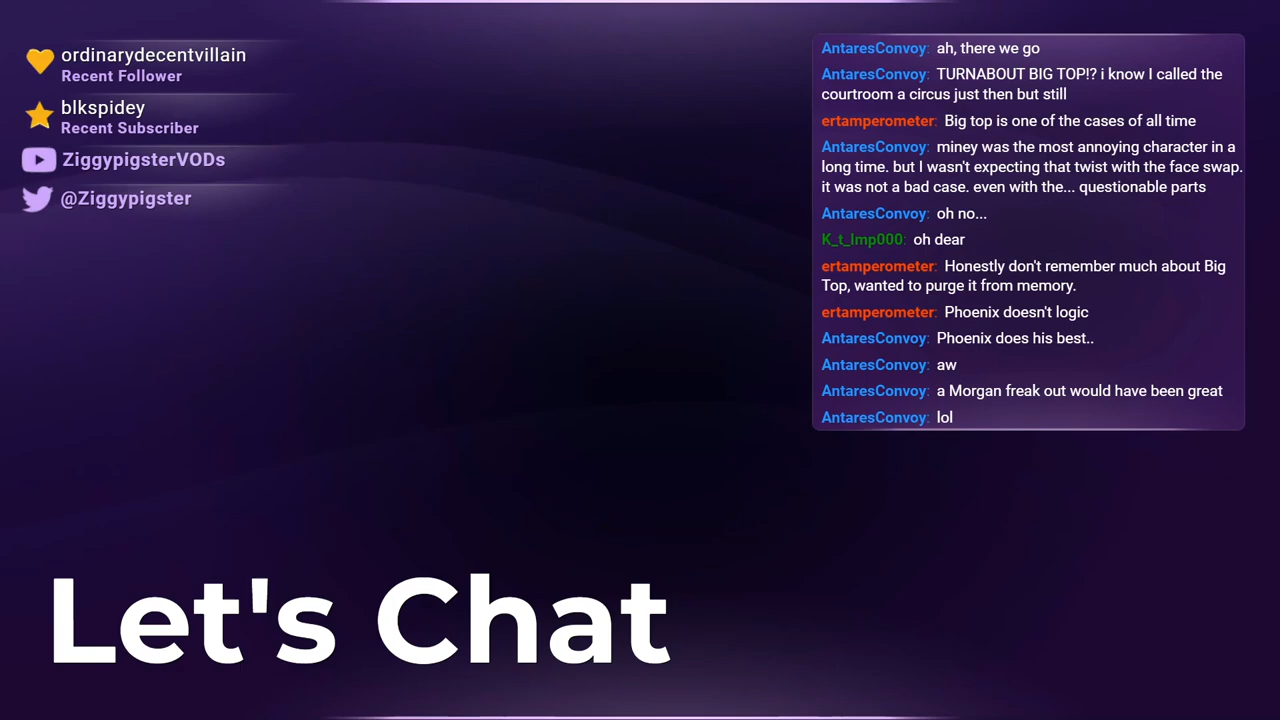 ordinarydecentvillain
Recent Follower
blkspidey
Recent Subscriber
ZiggypigsterVODs
@Ziggypigster
AntaresConvoy: ah, there we go
AntaresConvoy: TURNABOUT BIG TOP!? i know I called the
courtroom a circus just then but still
ertamperometer: Big top is one of the cases of all time
AntaresConvoy: miney was the most annoying character in a
long time. but I wasn't expecting that twist with the face swap.
it was not a bad case. even with the... questionable parts
AntaresConvoy: oh no...
K_t_Imp000: oh dear
ertamperometer: Honestly don't remember much about Big
Top, wanted to purge it from memory.
ertamperometer: Phoenix doesn't logic
AntaresConvoy: Phoenix does his best..
AntaresConvoy: aw
AntaresConvoy: a Morgan freak out would have been great
AntaresConvoy: lol
Let's Chat